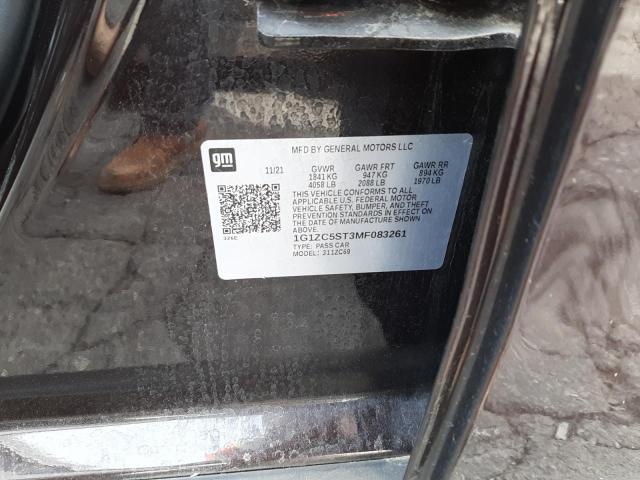 gm
MFD BY GENERAL MOTORS LLC
11/21 GVWR GAWR FRT GAWR RR
1841 KG 947 KG 894 KG
4058 LB 2088 LB 1970 LB
THIS VEHICLE CONFORMS TO ALL
APPLICABLE U.S. FEDERAL MOTOR
VEHICLE SAFETY, BUMPER, AND THEFT
PREVENTION STANDARDS IN EFFECT ON
THE DATE OF MANUFACTURE SHOWN
ABOVE.
1G1ZC5ST3MF083261
TYPE: PASS CAR
MODEL: 311ZC69